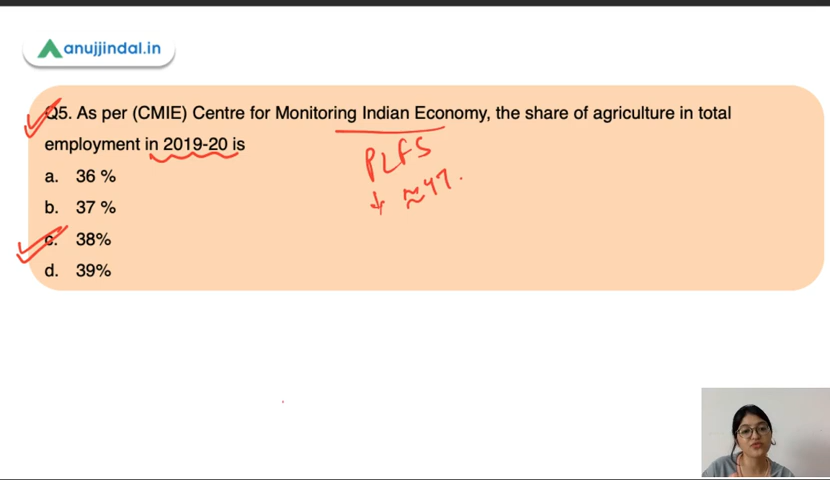 anujjindal.in
Q5. As per (CMIE) Centre for Monitoring Indian Economy, the share of agriculture in total
employment in 2019-20 is
PLFS
a. 36 %
≈47.
b. 37 %
c. 38%
d. 39%